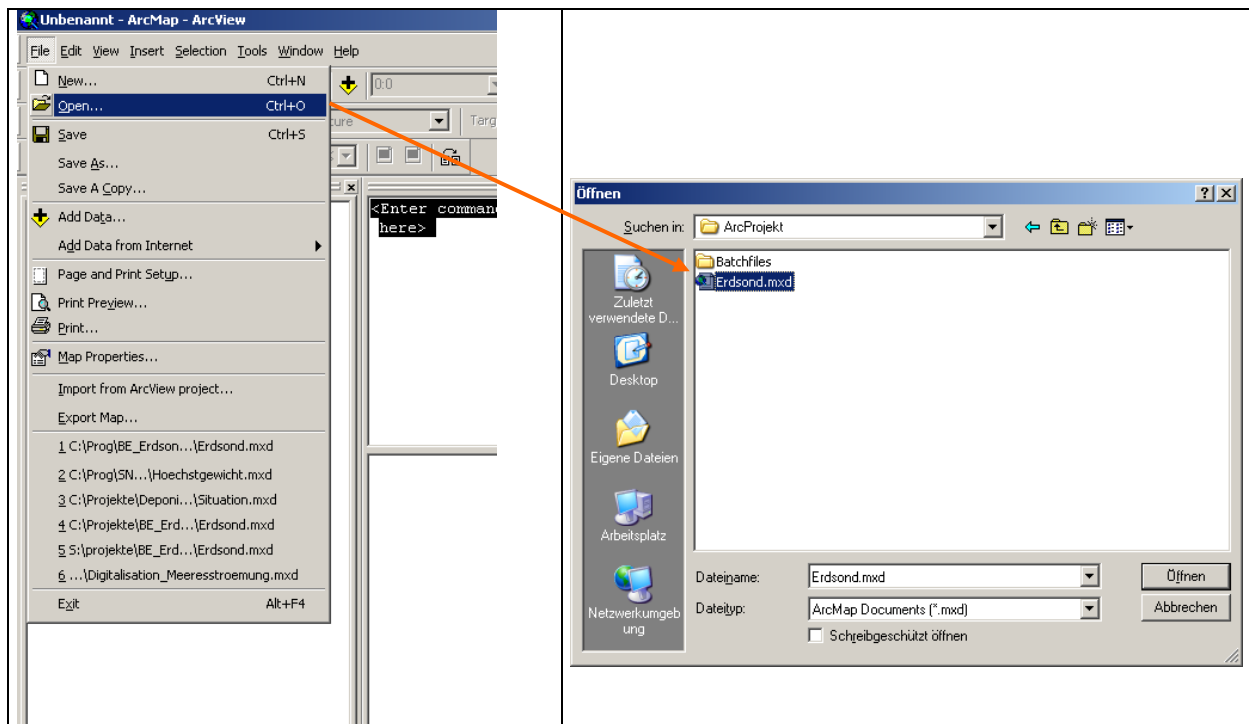 Unbenannt - ArcMap - ArcView
File Edit View Insert Selection Tools Window Help
New... Ctrl+N
0:0
Open... Ctrl+O
Save Ctrl+S
Save As...
Save A Copy...
Add Data...
<Enter
here>
Add Data from Internet
Page and Print Setup...
Print Preview...
Print...
Map Properties...
Import from ArcView project...
Export Map...
1 C:\Prog\BE_Erdson...\Erdsond.mxd
2 C:\Prog\SN...\Hoechstgewicht.mxd
3 C:\Projekte\Deponi...\Situation.mxd
4 C:\Projekte\BE_Erd...\Erdsond.mxd
5 S:\projekte\BE_Erd...\Erdsond.mxd
6 ...\Digitalisation_Meeresstroemung.mxd
Exit Alt+F4
Öffnen
Suchen in: ArcProjekt
Batchfiles
Erdsond.mxd
Zuletzt
verwendete D...
Desktop
Eigene Dateien
Arbeitsplatz
Netzwerkumgeb
ung
Dateiname: Erdsond.mxd Öffnen
Dateityp: ArcMap Documents (*.mxd) Abbrechen
Schreibgeschützt öffnen